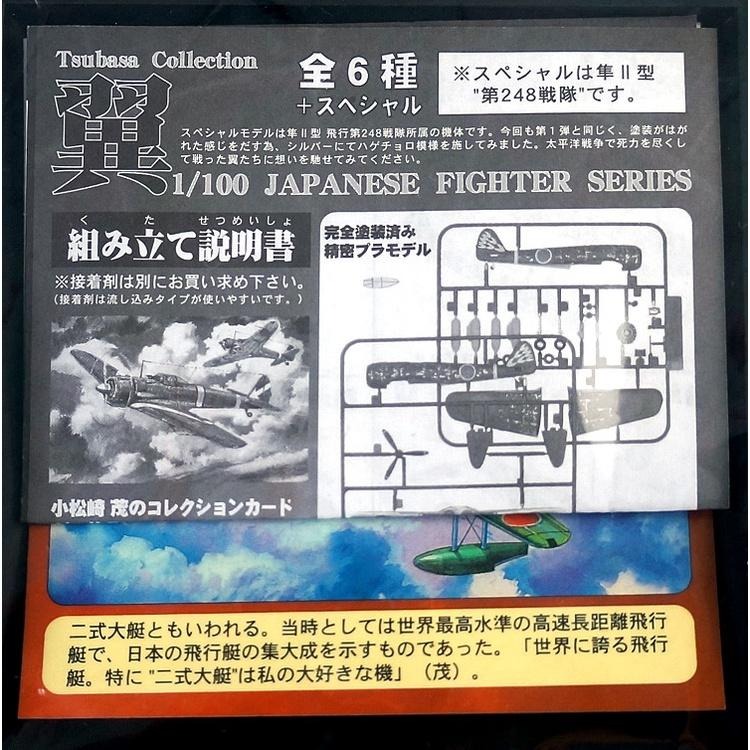 Tsubasa Collection
翼
全6種
+スペシャル
※スペシャルは隼Ⅱ型
"第248戦隊"です。
スペシャルモデルは隼Ⅱ型 飛行第248戦隊所属の機体です。今回も第1弾と同じく、塗装がはが
れた感じをだす為、シルバーにてハゲチョロ模様を施してみました。太平洋戦争で死力を尽くし
て戦った翼たちに想いを馳せてみてください。
1/100 JAPANESE FIGHTER SERIES
く た せつめいしょ
組み立て説明書
※接着剤は別にお買い求め下さい。
(接着剤は流し込みタイプが使いやすいです。)
完全塗装済み
精密プラモデル
小松崎 茂のコレクションカード
二式大艇ともいわれる。当時としては世界最高水準の高速長距離飛行
艇で、日本の飛行艇の集大成を示すものであった。「世界に誇る飛行
艇。特に"二式大艇"は私の大好きな機」(茂)。